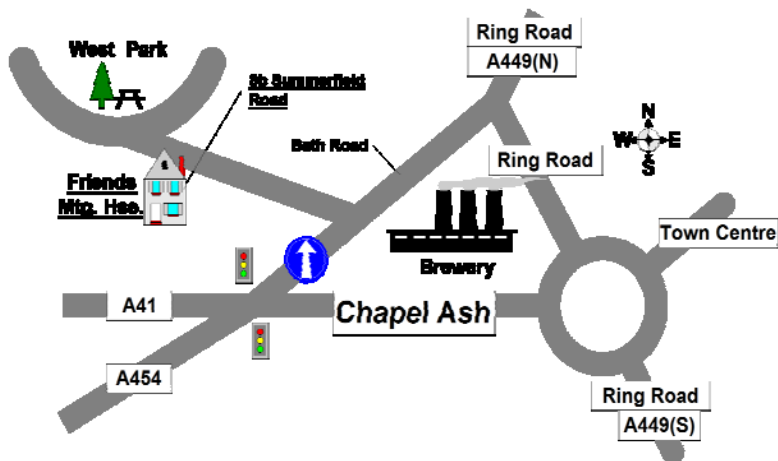 West Park
Ring Road
A449(N)
6b Summerfield
Road
Bath Road
N
W E
S
Ring Road
Friends
Mtg. Hse.
Town Centre
Brewery
A41
Chapel Ash
A454
Ring Road
A449(S)